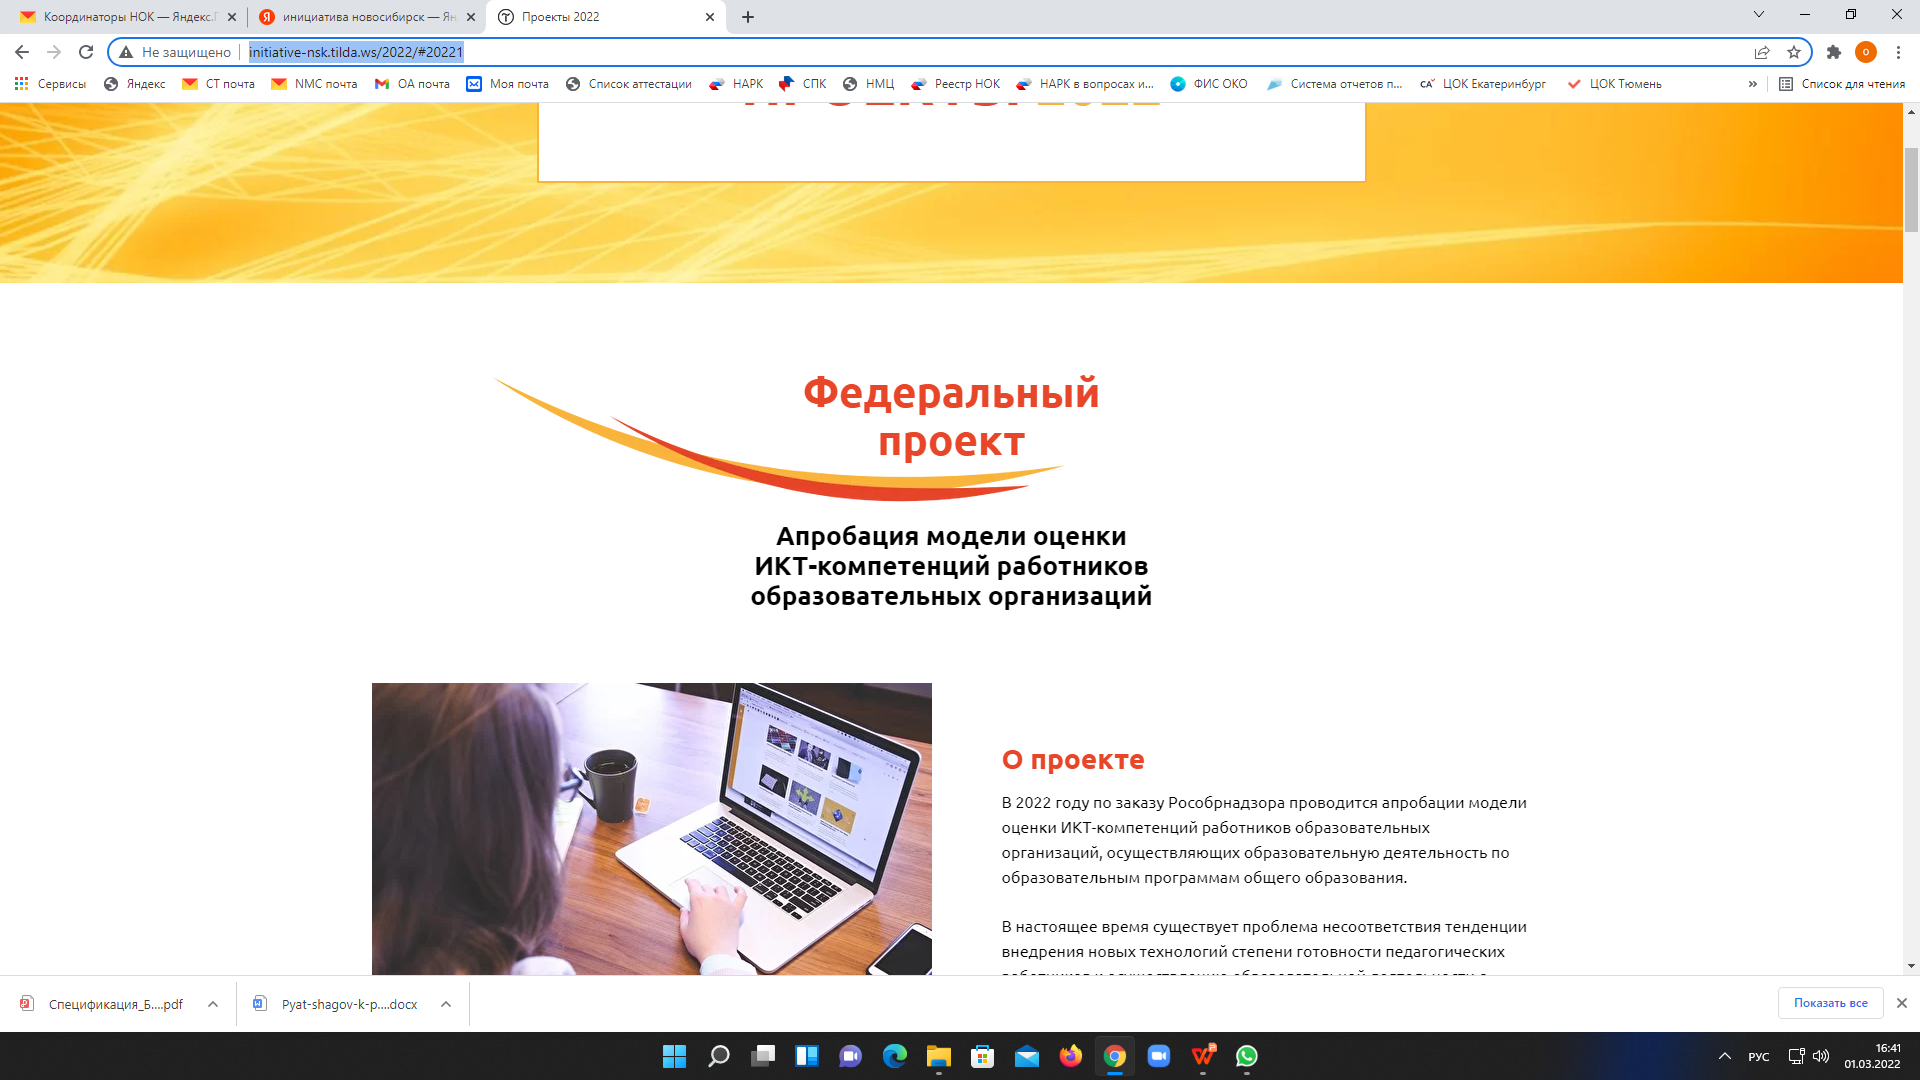 Координаторы НОК — Яндекс.Г
инициатива новосибирск — Ян
Проекты 2022
Не защищено
initiative-nsk.tilda.ws/2022/#20221
Сервисы
Яндекс
СТ почта
NMC почта
ОА почта
Моя почта
Список аттестации
НАРК
СПК
НМЦ
Реестр НОК
НАРК в вопросах и...
ФИС ОКО
Система отчетов п...
ЦОК Екатеринбург
ЦОК Тюмень
Список для чтения
Федеральный
проект
Апробация модели оценки
ИКТ-компетенций работников
образовательных организаций
О проекте
В 2022 году по заказу Рособрнадзора проводится апробации модели
оценки ИКТ-компетенций работников образовательных
организаций, осуществляющих образовательную деятельность по
образовательным программам общего образования.
В настоящее время существует проблема несоответствия тенденции
внедрения новых технологий степени готовности педагогических
Спецификация_Б....pdf
Pyat-shagov-k-p....docx
Показать все
РУС
16:41
01.03.2022